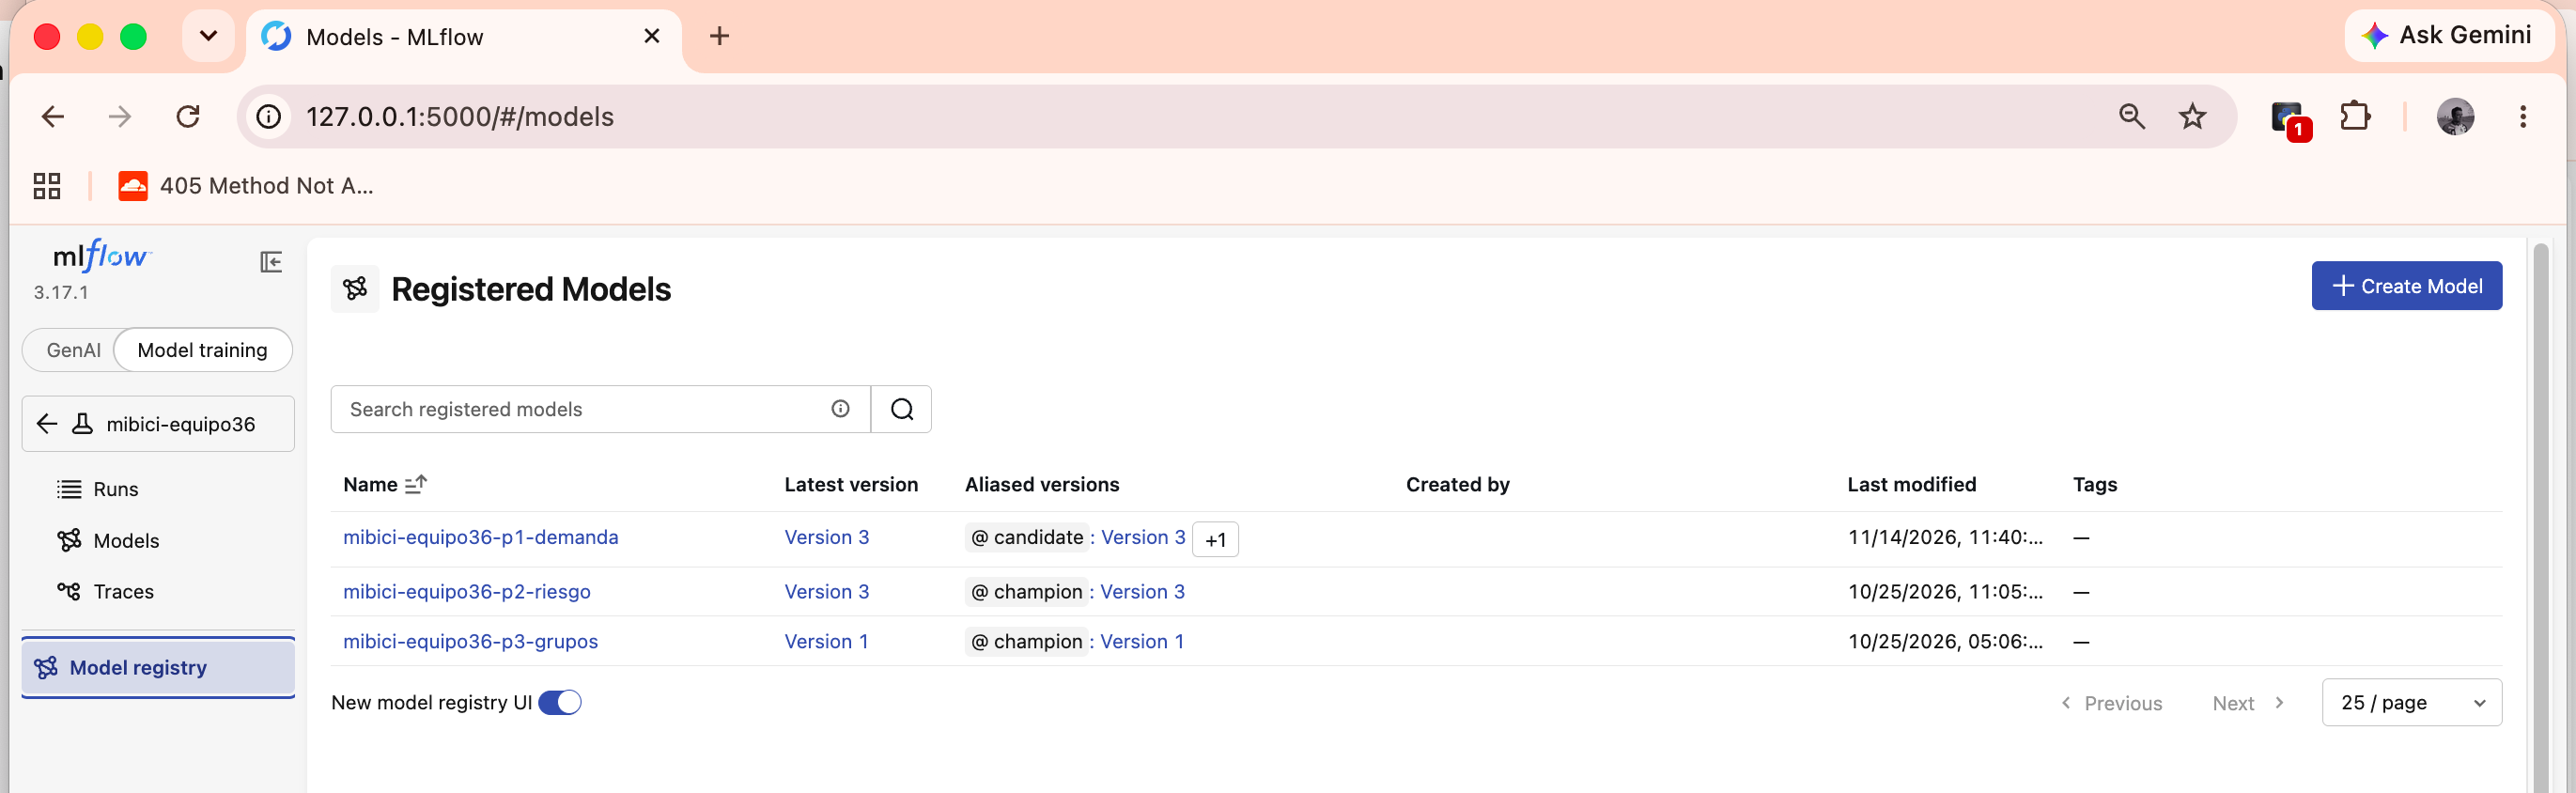 Models - MLflow
Ask Gemini
127.0.0.1:5000/#/models
1
405 Method Not A...
mlflow
3.17.1
GenAI
Model training
mibici-equipo36
Runs
Models
Traces
Model registry
Registered Models
Create Model
Search registered models
Name Latest version Aliased versions Created by Last modified Tags
mibici-equipo36-p1-demanda Version 3 @ candidate : Version 3 +1 11/14/2026, 11:40:... —
mibici-equipo36-p2-riesgo Version 3 @ champion : Version 3 10/25/2026, 11:05:... —
mibici-equipo36-p3-grupos Version 1 @ champion : Version 1 10/25/2026, 05:06:... —
New model registry UI
Previous Next 25 / page